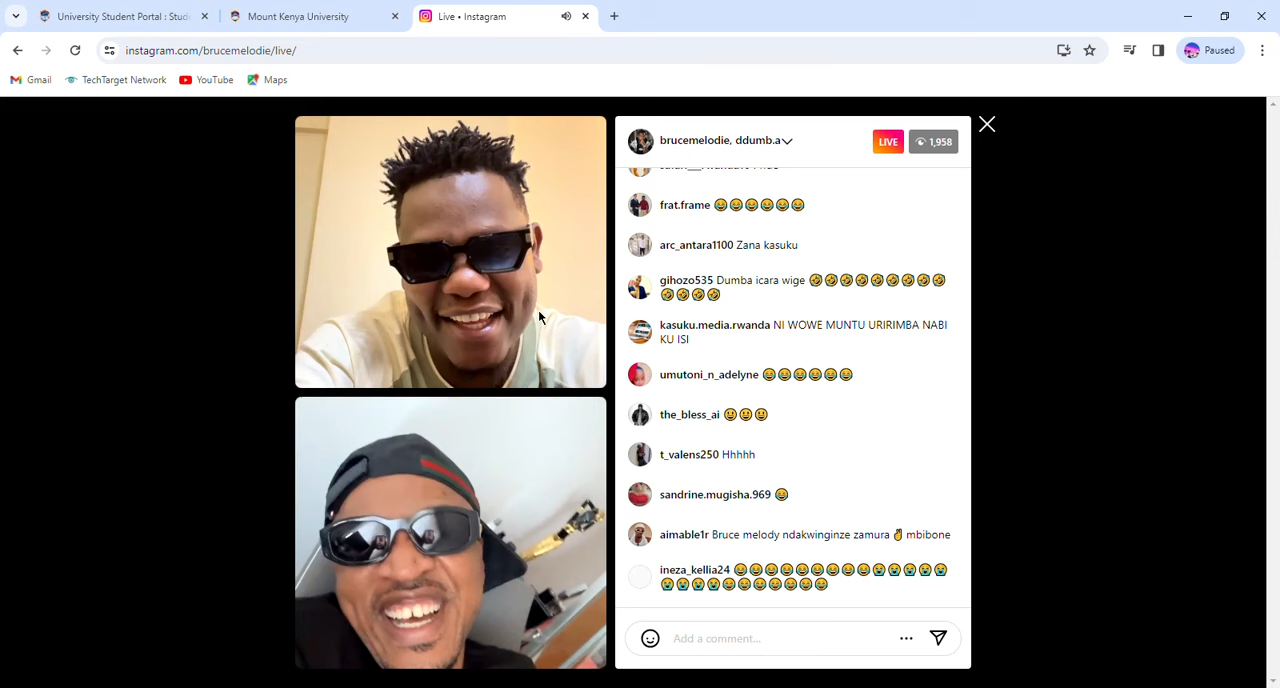 University Student Portal : Stude
Mount Kenya University
Live • Instagram
instagram.com/brucemelodie/live/
Paused
Gmail
TechTarget Network
YouTube
Maps
brucemelodie, ddumb.a
LIVE
1,958
frat.frame 😂😂😂😂😂😂
arc_antara1100 Zana kasuku
gihozo535 Dumba icara wige 🤣🤣🤣🤣🤣🤣🤣🤣🤣
🤣🤣🤣🤣
kasuku.media.rwanda NI WOWE MUNTU URIRIMBA NABI
KU ISI
umutoni_n_adelyne 😂😂😂😂😂😂
the_bless_ai 😀😀😀
t_valens250 Hhhhh
sandrine.mugisha.969 😂
aimable1r Bruce melody ndakwinginze zamura ✌ mbibone
ineza_kellia24 😂😂😂😂😂😂😂😂😂😭😭😭😭😭
😭😭😭😭😂😂😂😂😂😂😂
Add a comment...